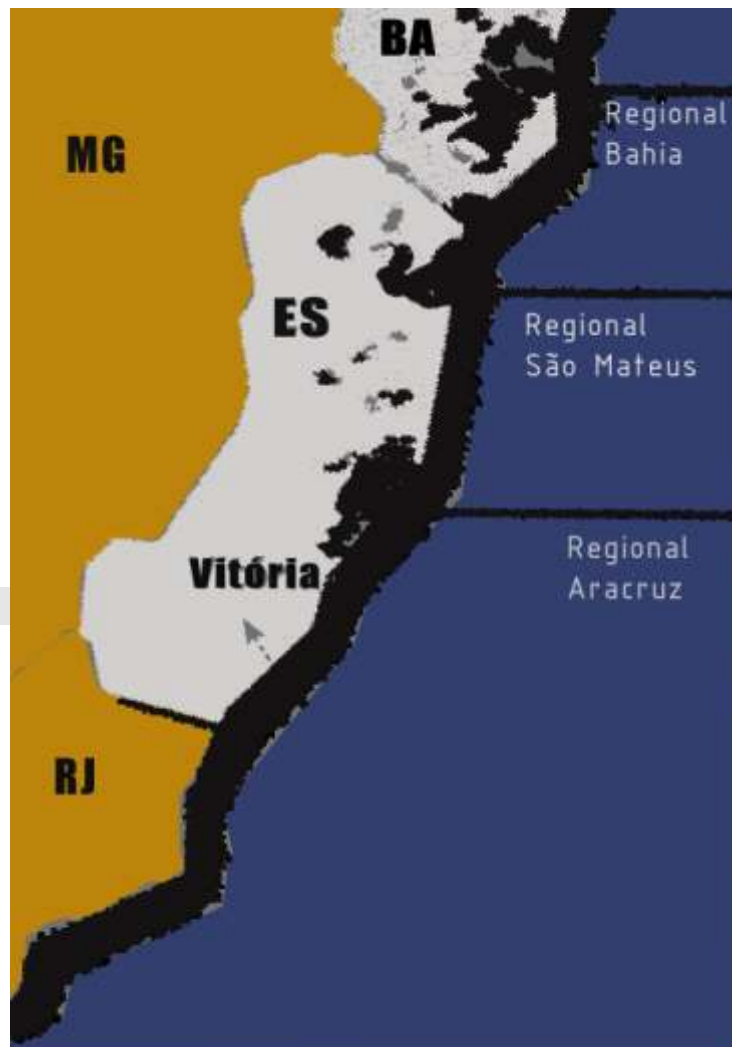 BA
Regional
Bahia
MG
ES
Regional
São Mateus
Regional
Aracruz
Vitória
RJ